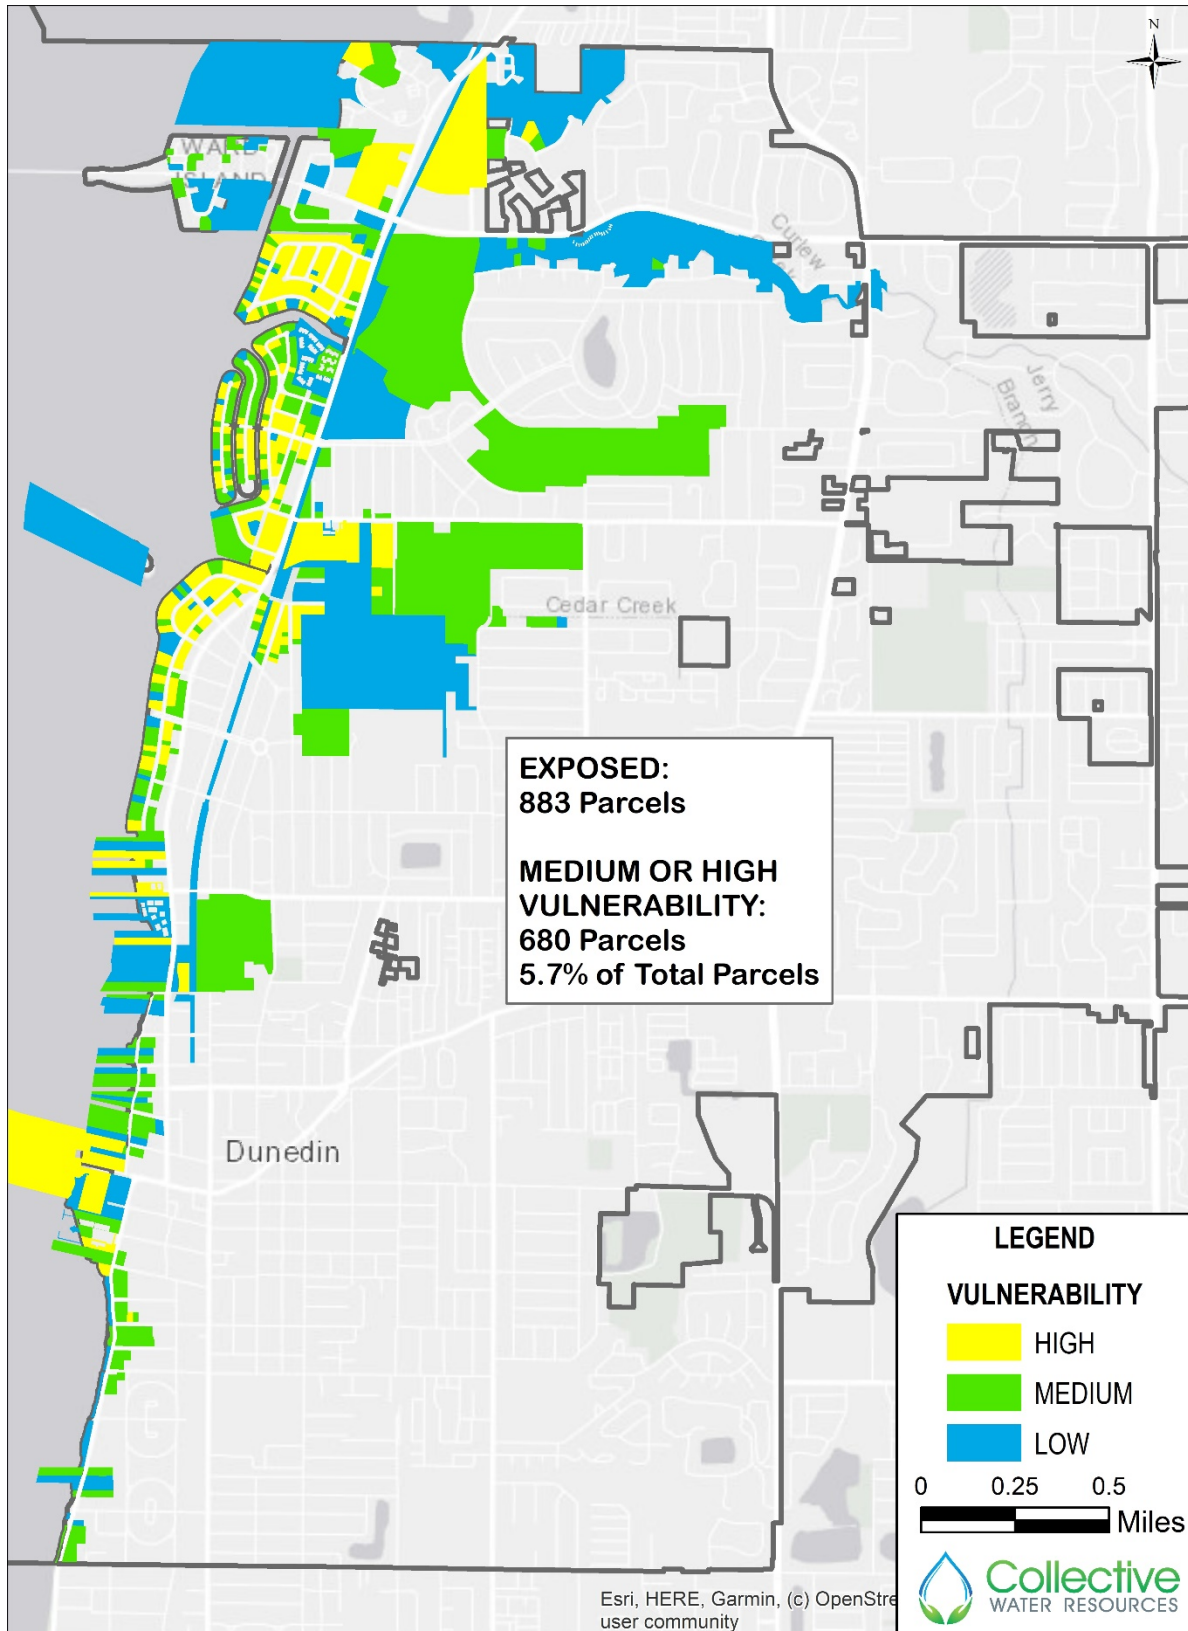 N
WARD
ISLAND
Curlew
Jerry
Branch
Cedar Creek
EXPOSED:
883 Parcels
MEDIUM OR HIGH
VULNERABILITY:
680 Parcels
5.7% of Total Parcels
Dunedin
LEGEND
VULNERABILITY
HIGH
MEDIUM
LOW
0 0.25 0.5
Miles
Collective
WATER RESOURCES
Esri, HERE, Garmin, (c) OpenStre
user community